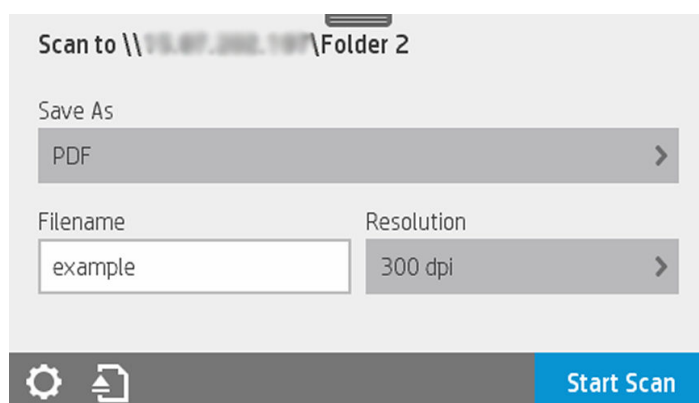 Scan to \\ \Folder 2
Save As
PDF
Filename
Resolution
example
300 dpi
Start Scan